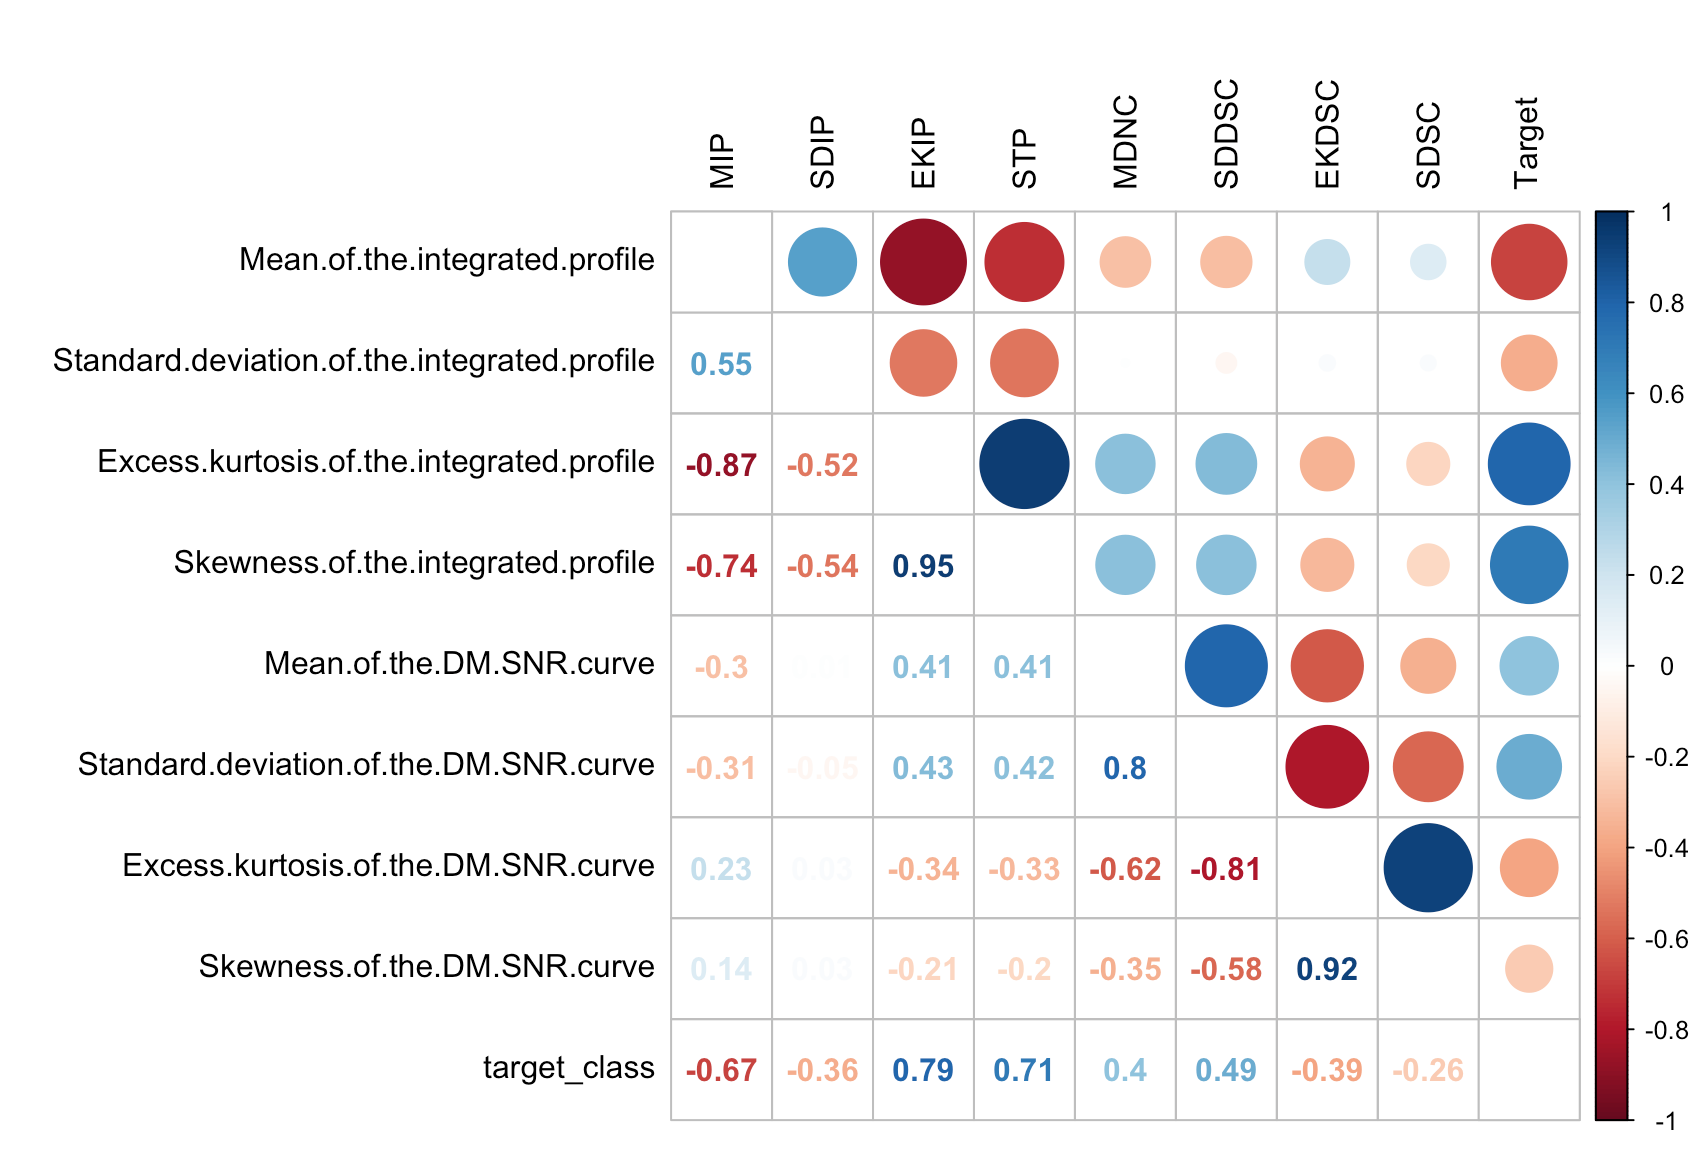 MIP SDIP EKIP STP MDNC SDDSC EKDSC SDSC Target
Mean.of.the.integrated.profile
Standard.deviation.of.the.integrated.profile 0.55
Excess.kurtosis.of.the.integrated.profile -0.87 -0.52
Skewness.of.the.integrated.profile -0.74 -0.54 0.95
Mean.of.the.DM.SNR.curve -0.3 0.41 0.41
Standard.deviation.of.the.DM.SNR.curve -0.31 -0.05 0.43 0.42 0.8
Excess.kurtosis.of.the.DM.SNR.curve 0.23 0.03 -0.34 -0.33 -0.62 -0.81
Skewness.of.the.DM.SNR.curve 0.14 0.03 -0.21 -0.2 -0.35 -0.58 0.92
target_class -0.67 -0.36 0.79 0.71 0.4 0.49 -0.39 -0.26
1
0.8
0.6
0.4
0.2
0
-0.2
-0.4
-0.6
-0.8
-1